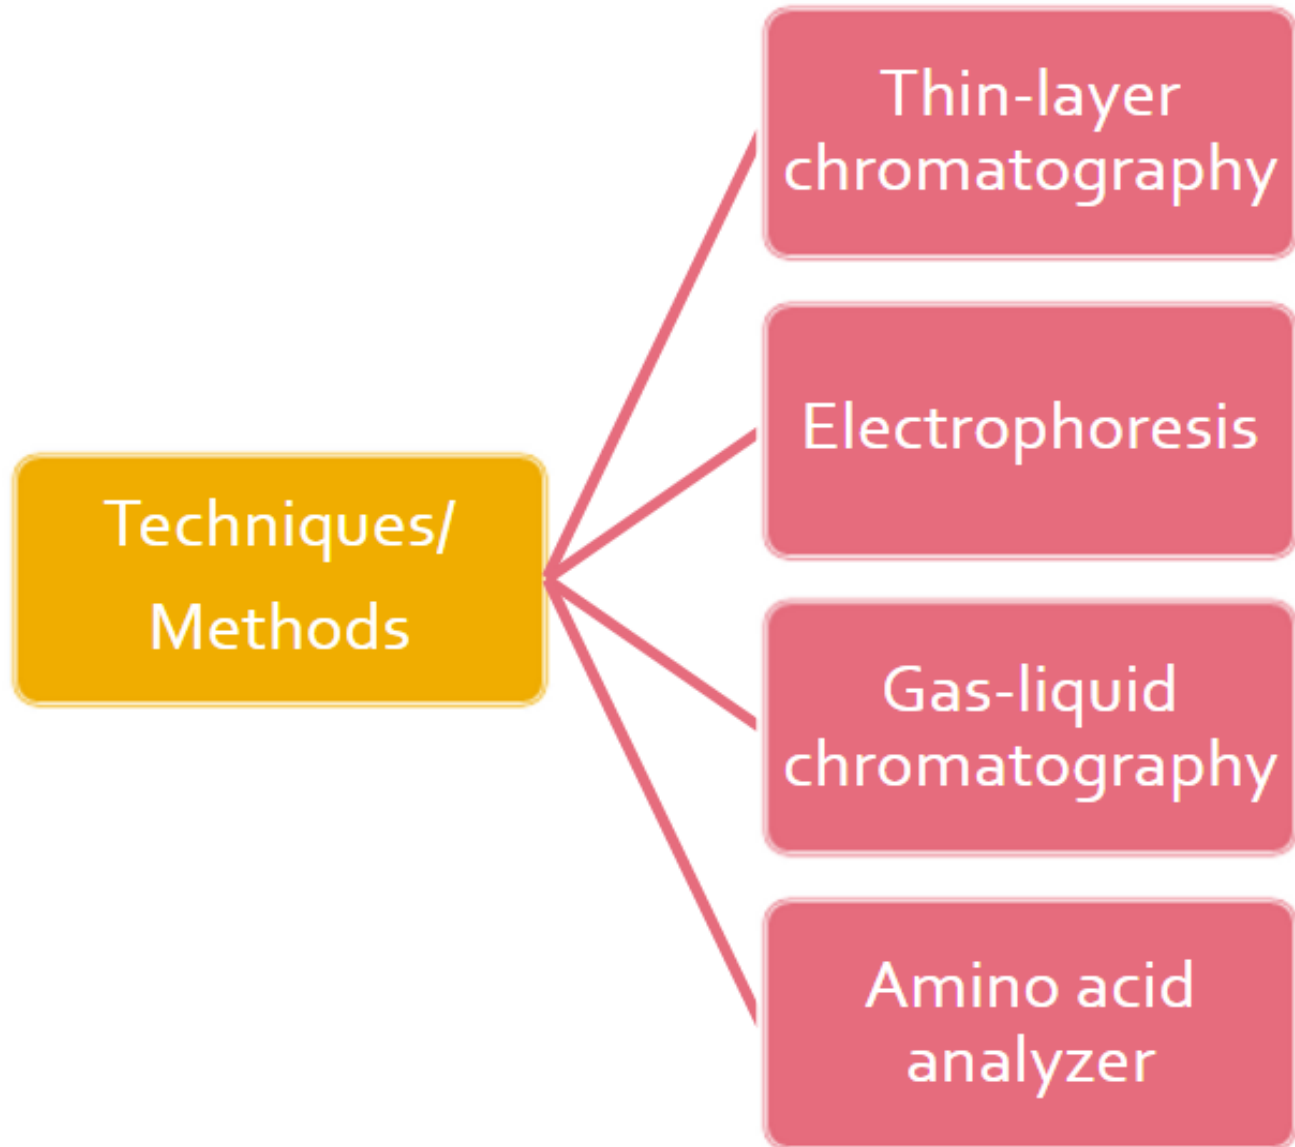 Techniques/
Methods
Thin-layer
chromatography
Electrophoresis
Gas-liquid
chromatography
Amino acid
analyzer